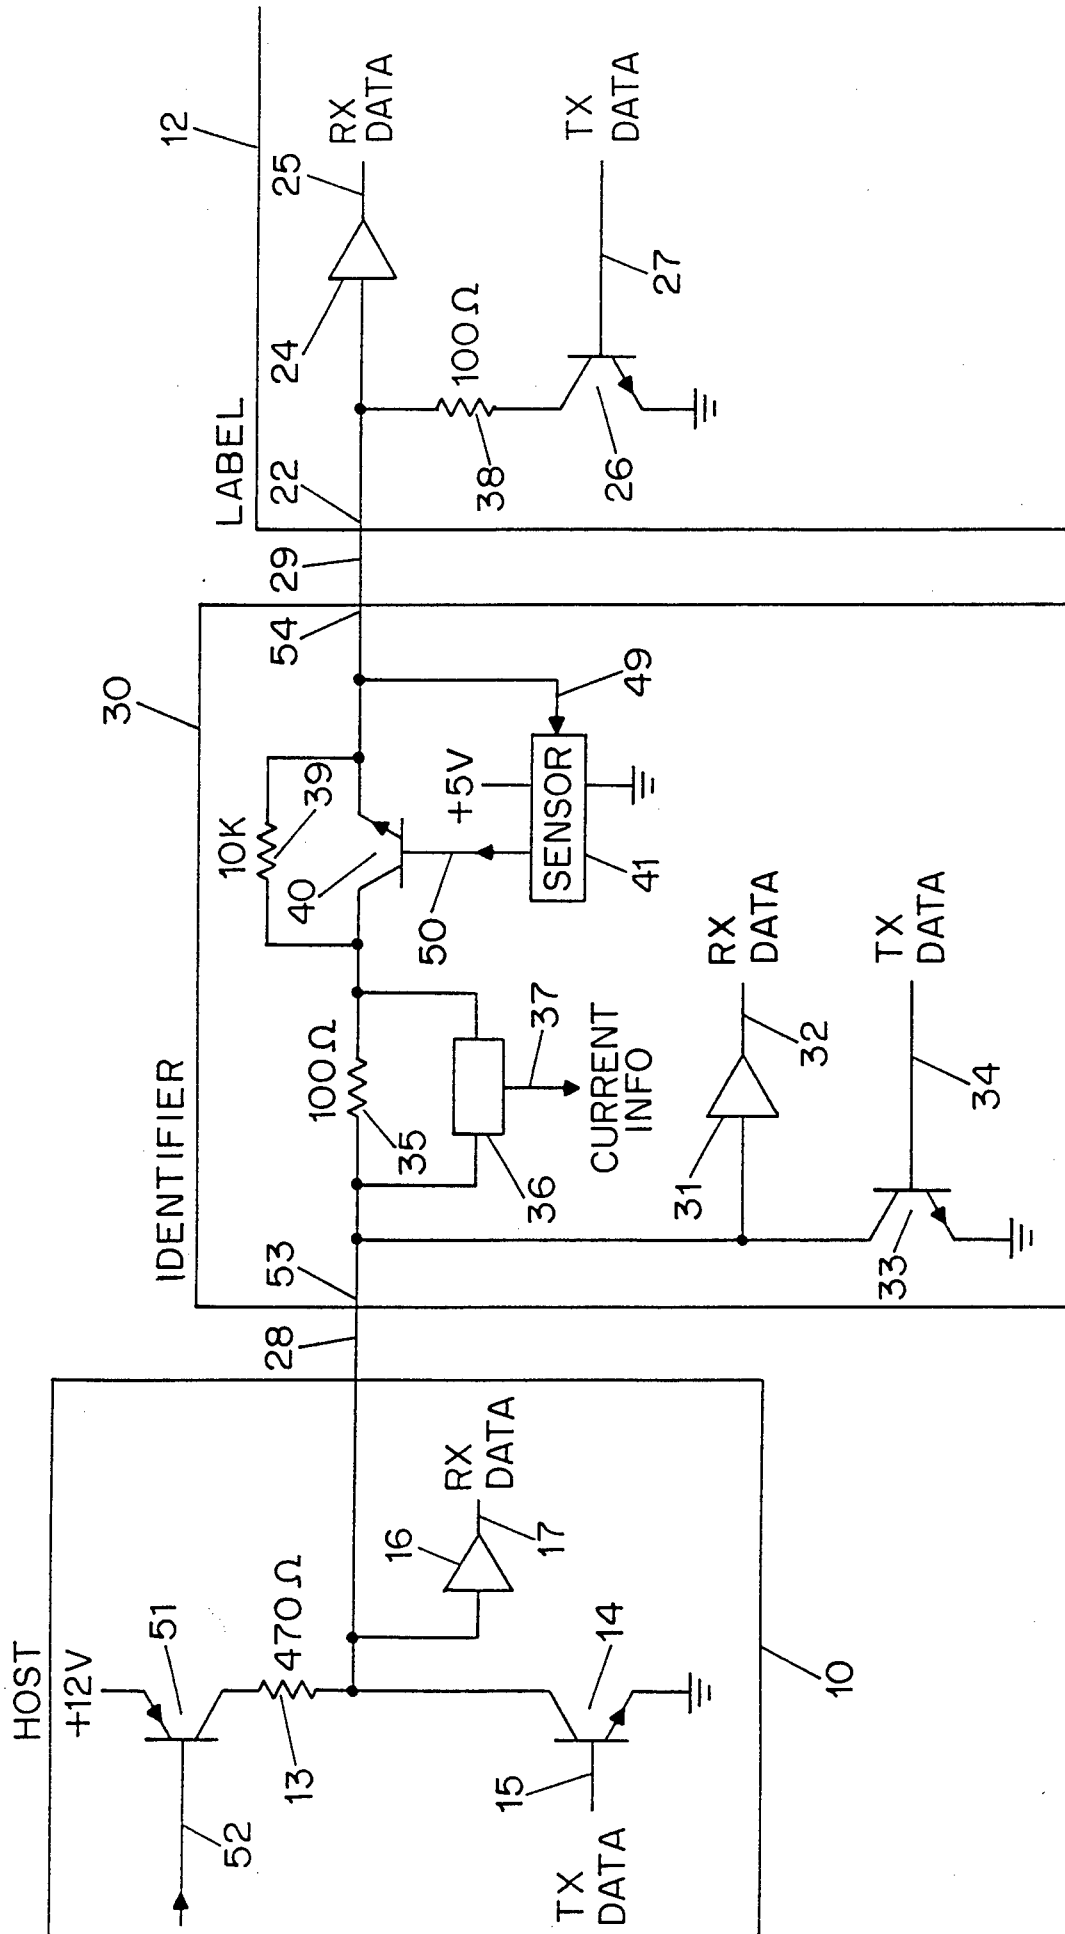 HOST
+12V
51
52
13
470Ω
16
RX
DATA
17
14
15
TX
DATA
10
28
IDENTIFIER
30
53
100Ω
35
36
37
CURRENT
INFO
10K
39
40
50
+5V
SENSOR
41
49
54
31
RX
DATA
32
33
TX
DATA
34
29
LABEL
12
22
24
25
RX
DATA
100Ω
38
26
27
TX
DATA